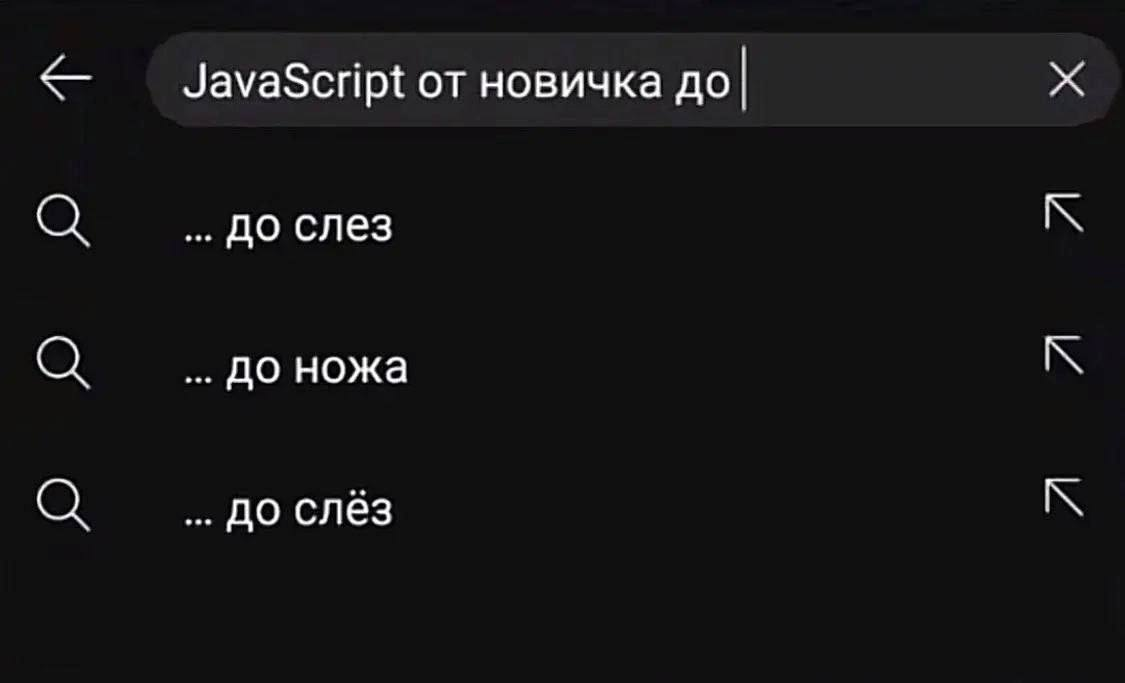 JavaScript от новичка до
... до слез
... до ножа
... до слёз